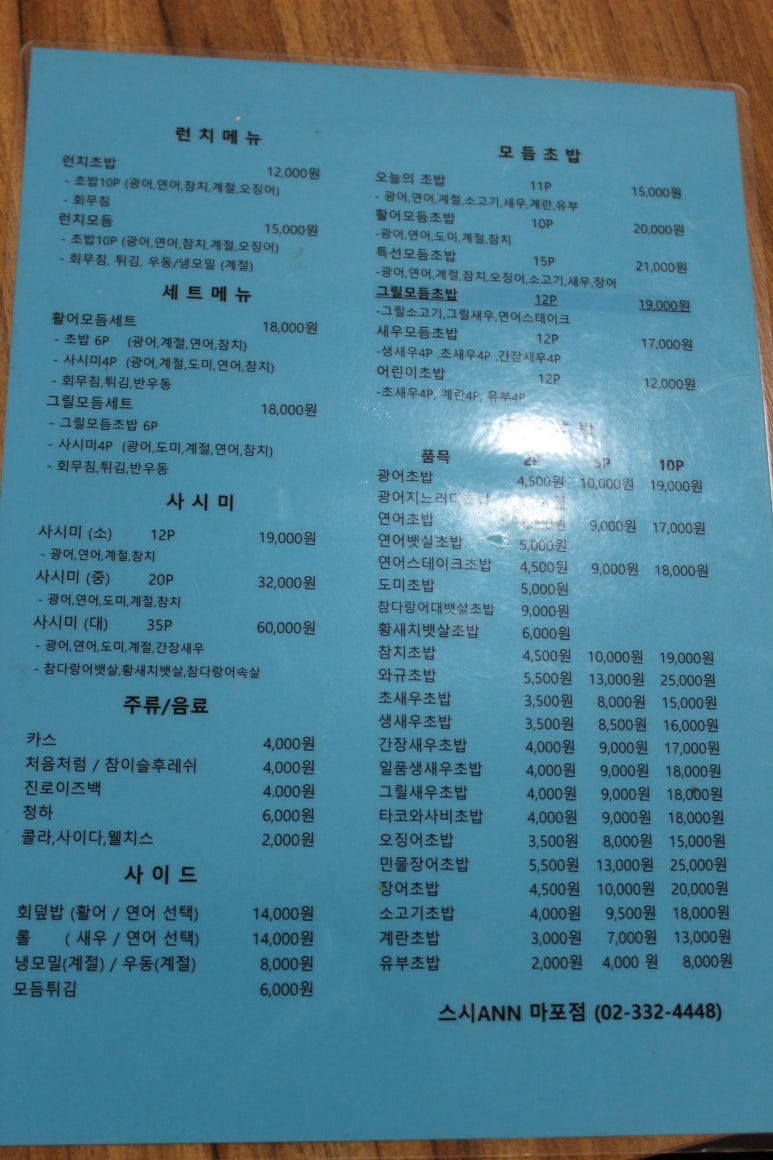 런치메뉴
런치초밥 12,000원
- 초밥10P (광어,연어,참치,계절,오징어)
- 회무침
런치모둠 15,000원
- 초밥10P (광어,연어,참치,계절,오징어)
- 회무침, 튀김, 우동/냉모밀 (계절)
세트메뉴
활어모듬세트 18,000원
- 초밥 6P (광어,계절,연어,참치)
- 사시미4P (광어,계절,도미,연어,참치)
- 회무침,튀김,반우동
그릴모듬세트 18,000원
- 그릴모듬초밥 6P
- 사시미4P (광어,도미,계절,연어,참치)
- 회무침,튀김,반우동
사시미
사시미 (소) 12P 19,000원
- 광어,연어,계절,참치
사시미 (중) 20P 32,000원
- 광어,연어,도미,계절,참치
사시미 (대) 35P 60,000원
- 광어,연어,도미,계절,간장새우
- 참다랑어뱃살,황새치뱃살,참다랑어속살
주류/음료
카스 4,000원
처음처럼 / 참이슬후레쉬 4,000원
진로이즈백 4.000원
청하 6,000원
콜라,사이다,웰치스 2,000원
사이드
회덮밥 (활어 / 연어 선택) 14,000원
롤 ( 새우 / 연어 선택) 14,000원
냉모밀(계절) / 우동(계절) 8,000원
모듬튀김 6,000원
모듬초밥
오늘의 초밥 11P 15,000원
- 광어,연어,계절,소고기,새우,계란,유부
활어모듬초밥 10P 20,000원
-광어,연어,도미,계절,참치
특선모듬초밥 15P 21,000원
-광어,연어,계절,참치,오징어,소고기,새우,장어
그릴모듬초밥 12P 19,000원
-그릴소고기,그릴새우,연어스테이크
새우모듬초밥 12P 17,000원
-생새우4P ,초새우4P ,간장새우4P
어린이초밥 12P 12,000원
-초새우4P, 계란4P, 유부4P
밥
품목 2P 5P 10P
광어초밥 4,500원 10,000원 19,000원
광어지느러미초밥
연어초밥 9,000원 17,000원
연어뱃실초밥 5,000원
연어스테이크초밥 4,500원 9,000원 18,000원
도미초밥 5,000원
참다랑어대뱃살초밥 9,000원
황새치뱃살초밥 6,000원
참치초밥 4,500원 10,000원 19,000원
와규초밥 5,500원 13,000원 25,000원
초새우초밥 3,500원 8,000원 15,000원
생새우초밥 3,500원 8,500원 16,000원
간장새우초밥 4,000원 9,000원 17,000원
일품생새우초밥 4,000원 9,000원 18,000원
그릴새우초밥 4,000원 9,000원 18,000원
타코와사비초밥 4,000원 9,000원 18,000원
오징어초밥 3,500원 8,000원 15,000원
민물장어초밥 5,500원 13,000원 25,000원
장어초밥 4,500원 10,000원 20,000원
소고기초밥 4,000원 9,500원 18,000원
계란초밥 3,000원 7,000원 13,000원
유부초밥 2,000원 4,000 원 8,000원
스시ANN 마포점 (02-332-4448)